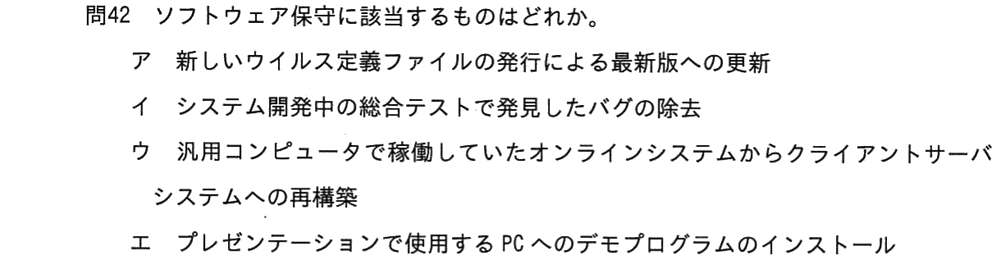 問42 ソフトウェア保守に該当するものはどれか。
ア 新しいウイルス定義ファイルの発行による最新版への更新
イ システム開発中の総合テストで発見したバグの除去
ウ 汎用コンピュータで稼働していたオンラインシステムからクライアントサーバ
システムへの再構築
エ プレゼンテーションで使用する PC へのデモプログラムのインストール